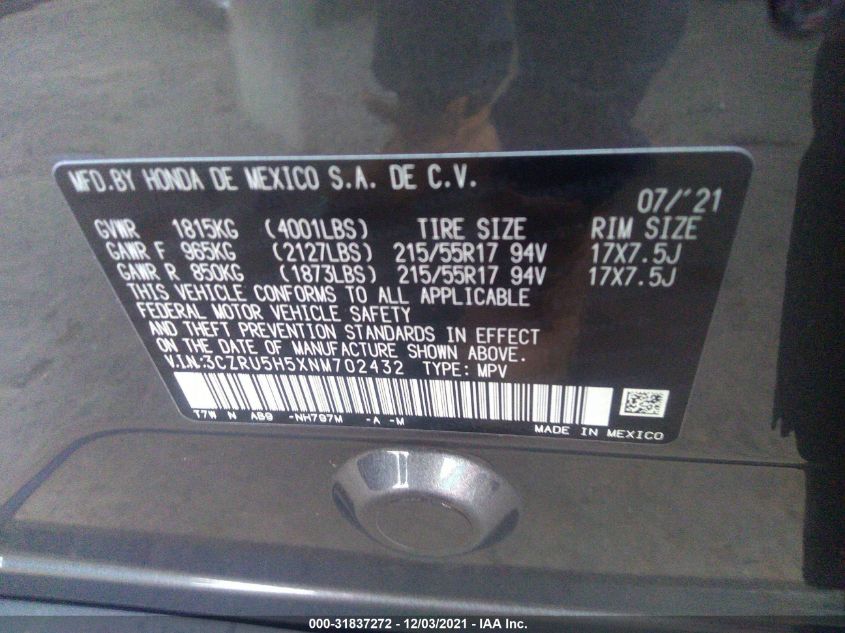 MFD.BY HONDA DE MEXICO S.A. DE C.V.
07/'21
GVWR 1815KG (4001LBS) TIRE SIZE RIM SIZE
GAWR F 965KG (2127LBS) 215/55R17 94V 17X7.5J
GAWR R 850KG (1873LBS) 215/55R17 94V 17X7.5J
THIS VEHICLE CONFORMS TO ALL APPLICABLE
FEDERAL MOTOR VEHICLE SAFETY
AND THEFT PREVENTION STANDARDS IN EFFECT
ON THE DATE OF MANUFACTURE SHOWN ABOVE.
V.I.N:3CZRU5H5XNM702432 TYPE: MPV
T7W N AB9 -NH797M -A -M
MADE IN MEXICO
000-31837272 - 12/03/2021 - IAA Inc.